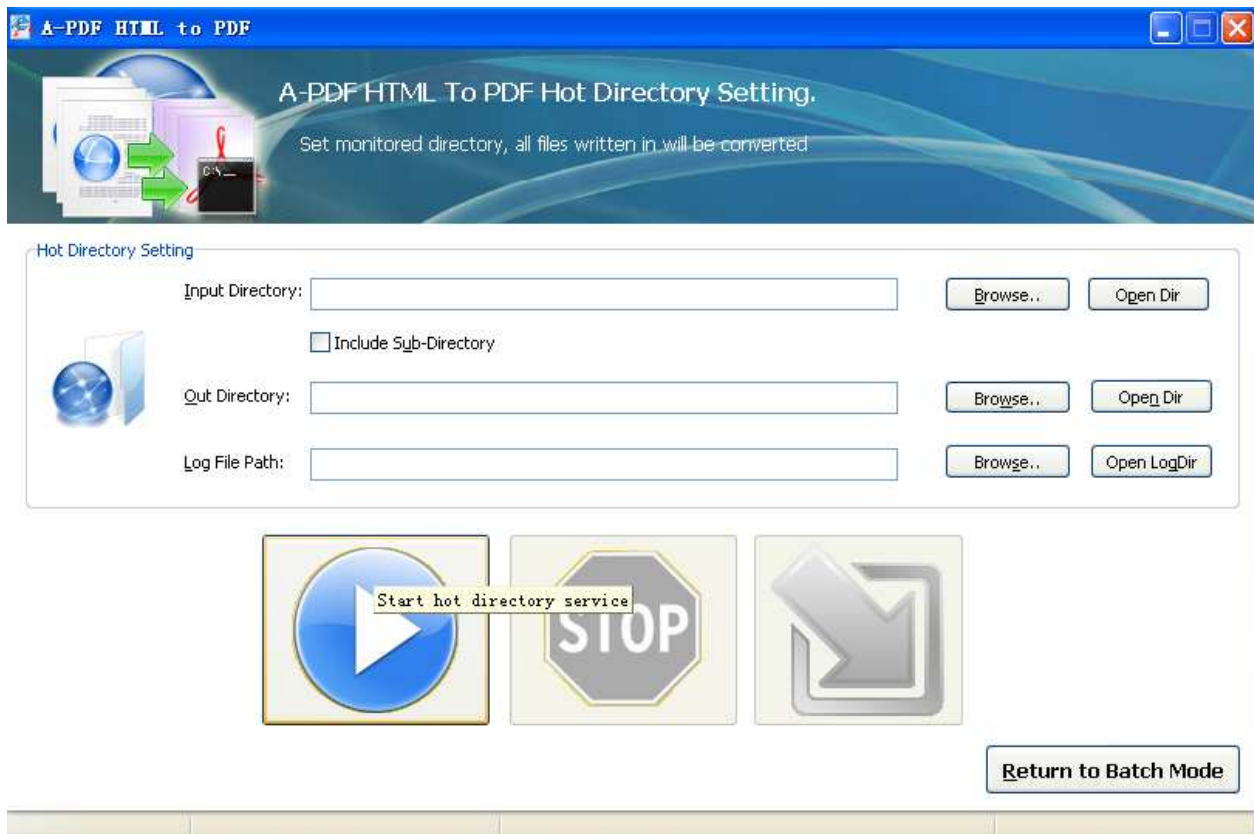 A-PDF HTML to PDF
A-PDF HTML To PDF Hot Directory Setting.
Set monitored directory, all files written in will be converted
C:\_
Hot Directory Setting
Input Directory: Browse.. Open Dir
Include Sub-Directory
Out Directory: Browse.. Open Dir
Log File Path: Browse.. Open LogDir
Start hot directory service
STOP
Return to Batch Mode